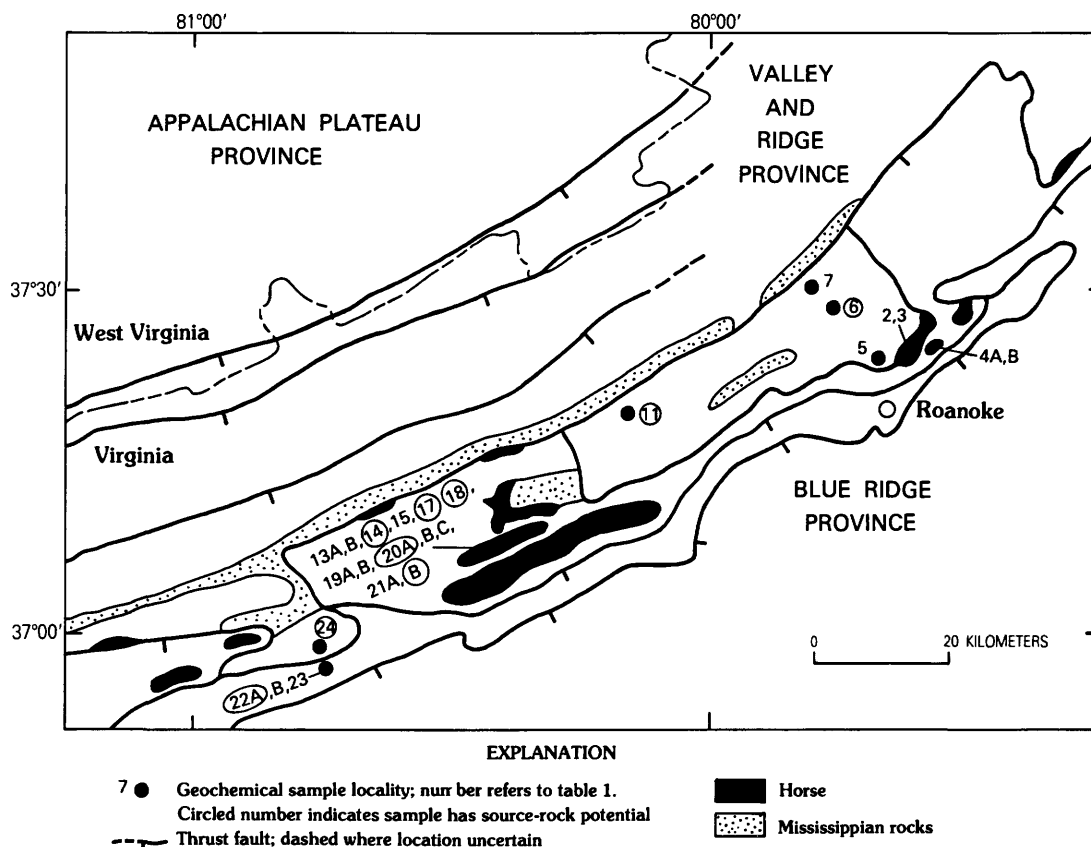 81°00'
80°00'
APPALACHIAN PLATEAU
PROVINCE
VALLEY
AND
RIDGE
PROVINCE
37°30'
West Virginia
7
6
2,3
5
4A,B
Roanoke
11
Virginia
BLUE RIDGE
PROVINCE
13A,B, 14, 15, 17 18,
19A,B, 20A,B,C,
21A, B
37°00'
24
22A,B,23
0 20 KILOMETERS
EXPLANATION
7 Geochemical sample locality; nurr ber refers to table 1.
Circled number indicates sample has source-rock potential
Thrust fault; dashed where location uncertain
Horse
Mississippian rocks